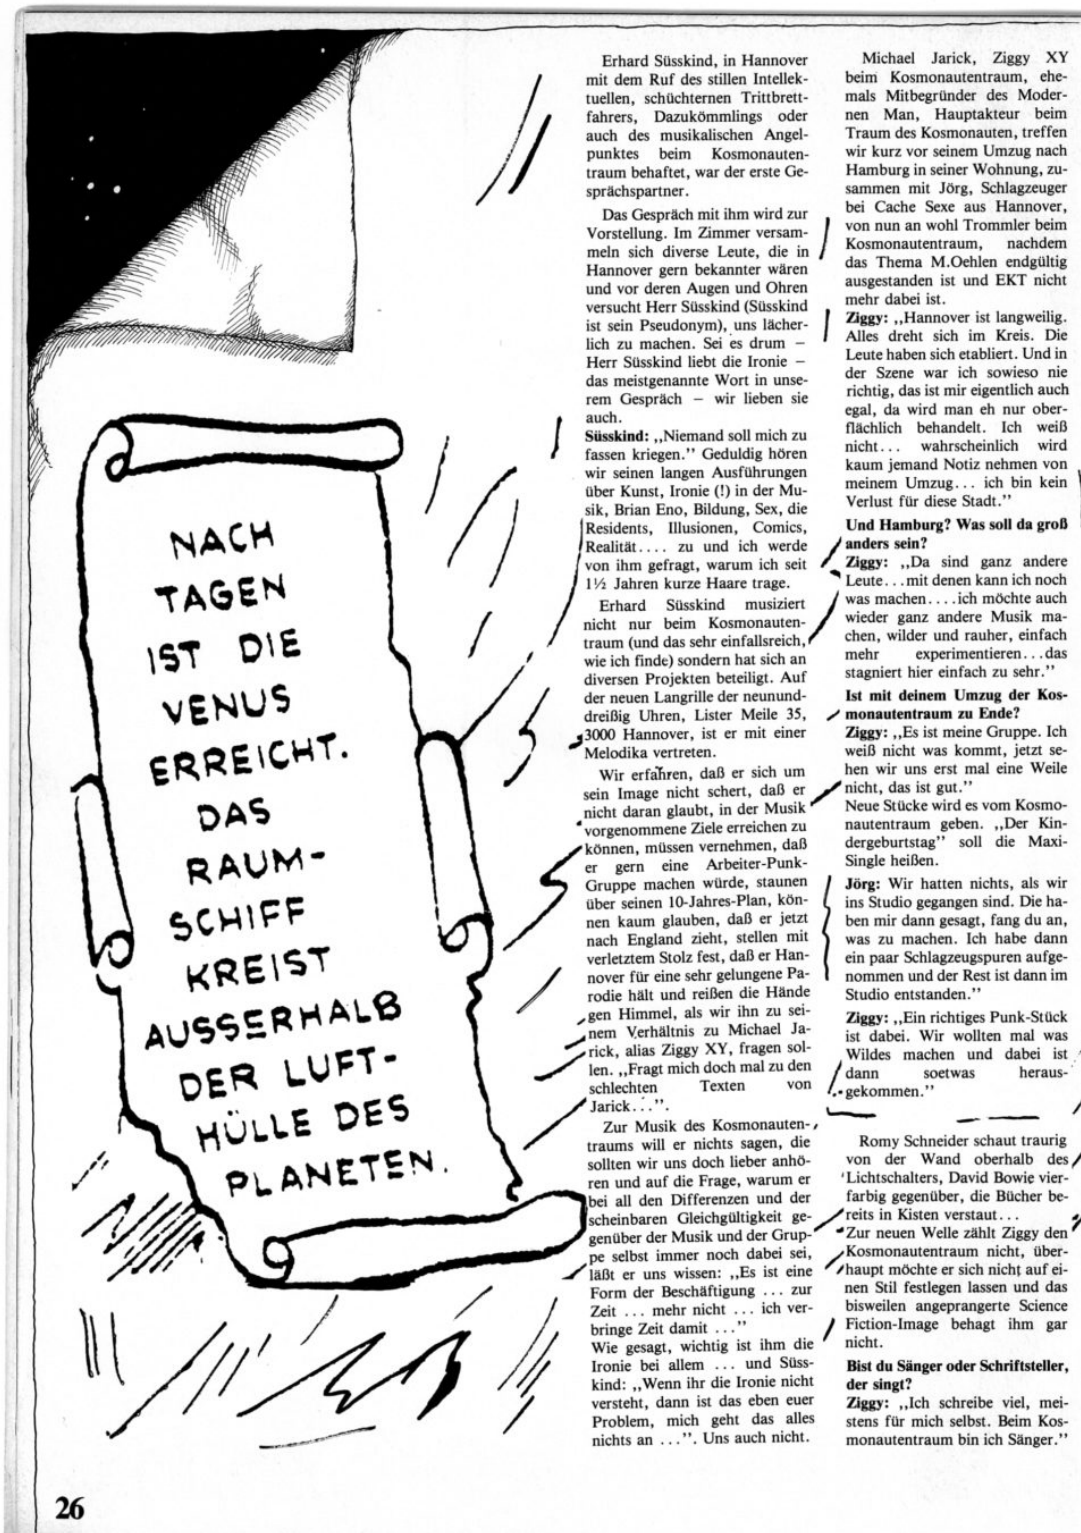 NACH
TAGEN
IST DIE
VENUS
ERREICHT.
DAS
RAUM-
SCHIFF
KREIST
AUSSERHALB
DER LUFT-
HÜLLE DES
PLANETEN.
Erhard Süsskind, in Hannover
mit dem Ruf des stillen Intellek-
tuellen, schüchternen Trittbrett-
fahrers, Dazukömmlings oder
auch des musikalischen Angel-
punktes beim Kosmonauten-
traum behaftet, war der erste Ge-
sprächspartner.
Das Gespräch mit ihm wird zur
Vorstellung. Im Zimmer versam-
meln sich diverse Leute, die in
Hannover gern bekannter wären
und vor deren Augen und Ohren
versucht Herr Süsskind (Süsskind
ist sein Pseudonym), uns lächer-
lich zu machen. Sei es drum –
Herr Süsskind liebt die Ironie –
das meistgenannte Wort in unse-
rem Gespräch – wir lieben sie
auch.
Süsskind: „Niemand soll mich zu
fassen kriegen.” Geduldig hören
wir seinen langen Ausführungen
über Kunst, Ironie (!) in der Mu-
sik, Brian Eno, Bildung, Sex, die
Residents, Illusionen, Comics,
Realität.... zu und ich werde
von ihm gefragt, warum ich seit
1½ Jahren kurze Haare trage.
Erhard Süsskind musiziert
nicht nur beim Kosmonauten-
traum (und das sehr einfallsreich,
wie ich finde) sondern hat sich an
diversen Projekten beteiligt. Auf
der neuen Langrille der neunund-
dreißig Uhren, Lister Meile 35,
3000 Hannover, ist er mit einer
Melodika vertreten.
Wir erfahren, daß er sich um
sein Image nicht schert, daß er
nicht daran glaubt, in der Musik
vorgenommene Ziele erreichen zu
können, müssen vernehmen, daß
er gern eine Arbeiter-Punk-
Gruppe machen würde, staunen
über seinen 10-Jahres-Plan, kön-
nen kaum glauben, daß er jetzt
nach England zieht, stellen mit
verletztem Stolz fest, daß er Han-
nover für eine sehr gelungene Pa-
rodie hält und reißen die Hände
gen Himmel, als wir ihn zu sei-
nem Verhältnis zu Michael Ja-
rick, alias Ziggy XY, fragen sol-
len. „Fragt mich doch mal zu den
schlechten Texten von
Jarick...”.
Zur Musik des Kosmonauten-
traums will er nichts sagen, die
sollten wir uns doch lieber anhö-
ren und auf die Frage, warum er
bei all den Differenzen und der
scheinbaren Gleichgültigkeit ge-
genüber der Musik und der Grup-
pe selbst immer noch dabei sei,
läßt er uns wissen: „Es ist eine
Form der Beschäftigung ... zur
Zeit ... mehr nicht ... ich ver-
bringe Zeit damit ...”
Wie gesagt, wichtig ist ihm die
Ironie bei allem ... und Süss-
kind: „Wenn ihr die Ironie nicht
versteht, dann ist das eben euer
Problem, mich geht das alles
nichts an ...”. Uns auch nicht.
Michael Jarick, Ziggy XY
beim Kosmonautentraum, ehe-
mals Mitbegründer des Moder-
nen Man, Hauptakteur beim
Traum des Kosmonauten, treffen
wir kurz vor seinem Umzug nach
Hamburg in seiner Wohnung, zu-
sammen mit Jörg, Schlagzeuger
bei Cache Sexe aus Hannover,
von nun an wohl Trommler beim
Kosmonautentraum, nachdem
das Thema M.Oehlen endgültig
ausgestanden ist und EKT nicht
mehr dabei ist.
Ziggy: „Hannover ist langweilig.
Alles dreht sich im Kreis. Die
Leute haben sich etabliert. Und in
der Szene war ich sowieso nie
richtig, das ist mir eigentlich auch
egal, da wird man eh nur ober-
flächlich behandelt. Ich weiß
nicht... wahrscheinlich wird
kaum jemand Notiz nehmen von
meinem Umzug... ich bin kein
Verlust für diese Stadt.”
Und Hamburg? Was soll da groß
anders sein?
Ziggy: „Da sind ganz andere
Leute...mit denen kann ich noch
was machen....ich möchte auch
wieder ganz andere Musik ma-
chen, wilder und rauher, einfach
mehr experimentieren...das
stagniert hier einfach zu sehr.”
Ist mit deinem Umzug der Kos-
monautentraum zu Ende?
Ziggy: „Es ist meine Gruppe. Ich
weiß nicht was kommt, jetzt se-
hen wir uns erst mal eine Weile
nicht, das ist gut.”
Neue Stücke wird es vom Kosmo-
nautentraum geben. „Der Kin-
dergeburtstag” soll die Maxi-
Single heißen.
Jörg: Wir hatten nichts, als wir
ins Studio gegangen sind. Die ha-
ben mir dann gesagt, fang du an,
was zu machen. Ich habe dann
ein paar Schlagzeugspuren aufge-
nommen und der Rest ist dann im
Studio entstanden.”
Ziggy: „Ein richtiges Punk-Stück
ist dabei. Wir wollten mal was
Wildes machen und dabei ist
dann soetwas heraus-
gekommen.”
Romy Schneider schaut traurig
von der Wand oberhalb des
Lichtschalters, David Bowie vier-
farbig gegenüber, die Bücher be-
reits in Kisten verstaut...
Zur neuen Welle zählt Ziggy den
Kosmonautentraum nicht, über-
haupt möchte er sich nicht auf ei-
nen Stil festlegen lassen und das
bisweilen angeprangerte Science
Fiction-Image behagt ihm gar
nicht.
Bist du Sänger oder Schriftsteller,
der singt?
Ziggy: „Ich schreibe viel, mei-
stens für mich selbst. Beim Kos-
monautentraum bin ich Sänger.”
26